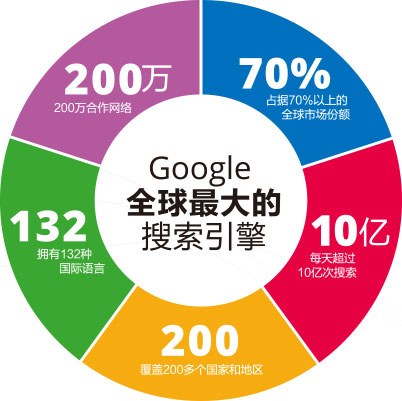 Google
全球最大的
搜索引擎
70%
占据70%以上的
全球市场份额
10亿
每天超过
10亿次搜索
200
覆盖200多个国家和地区
132
拥有132种
国际语言
200万
200万合作网络